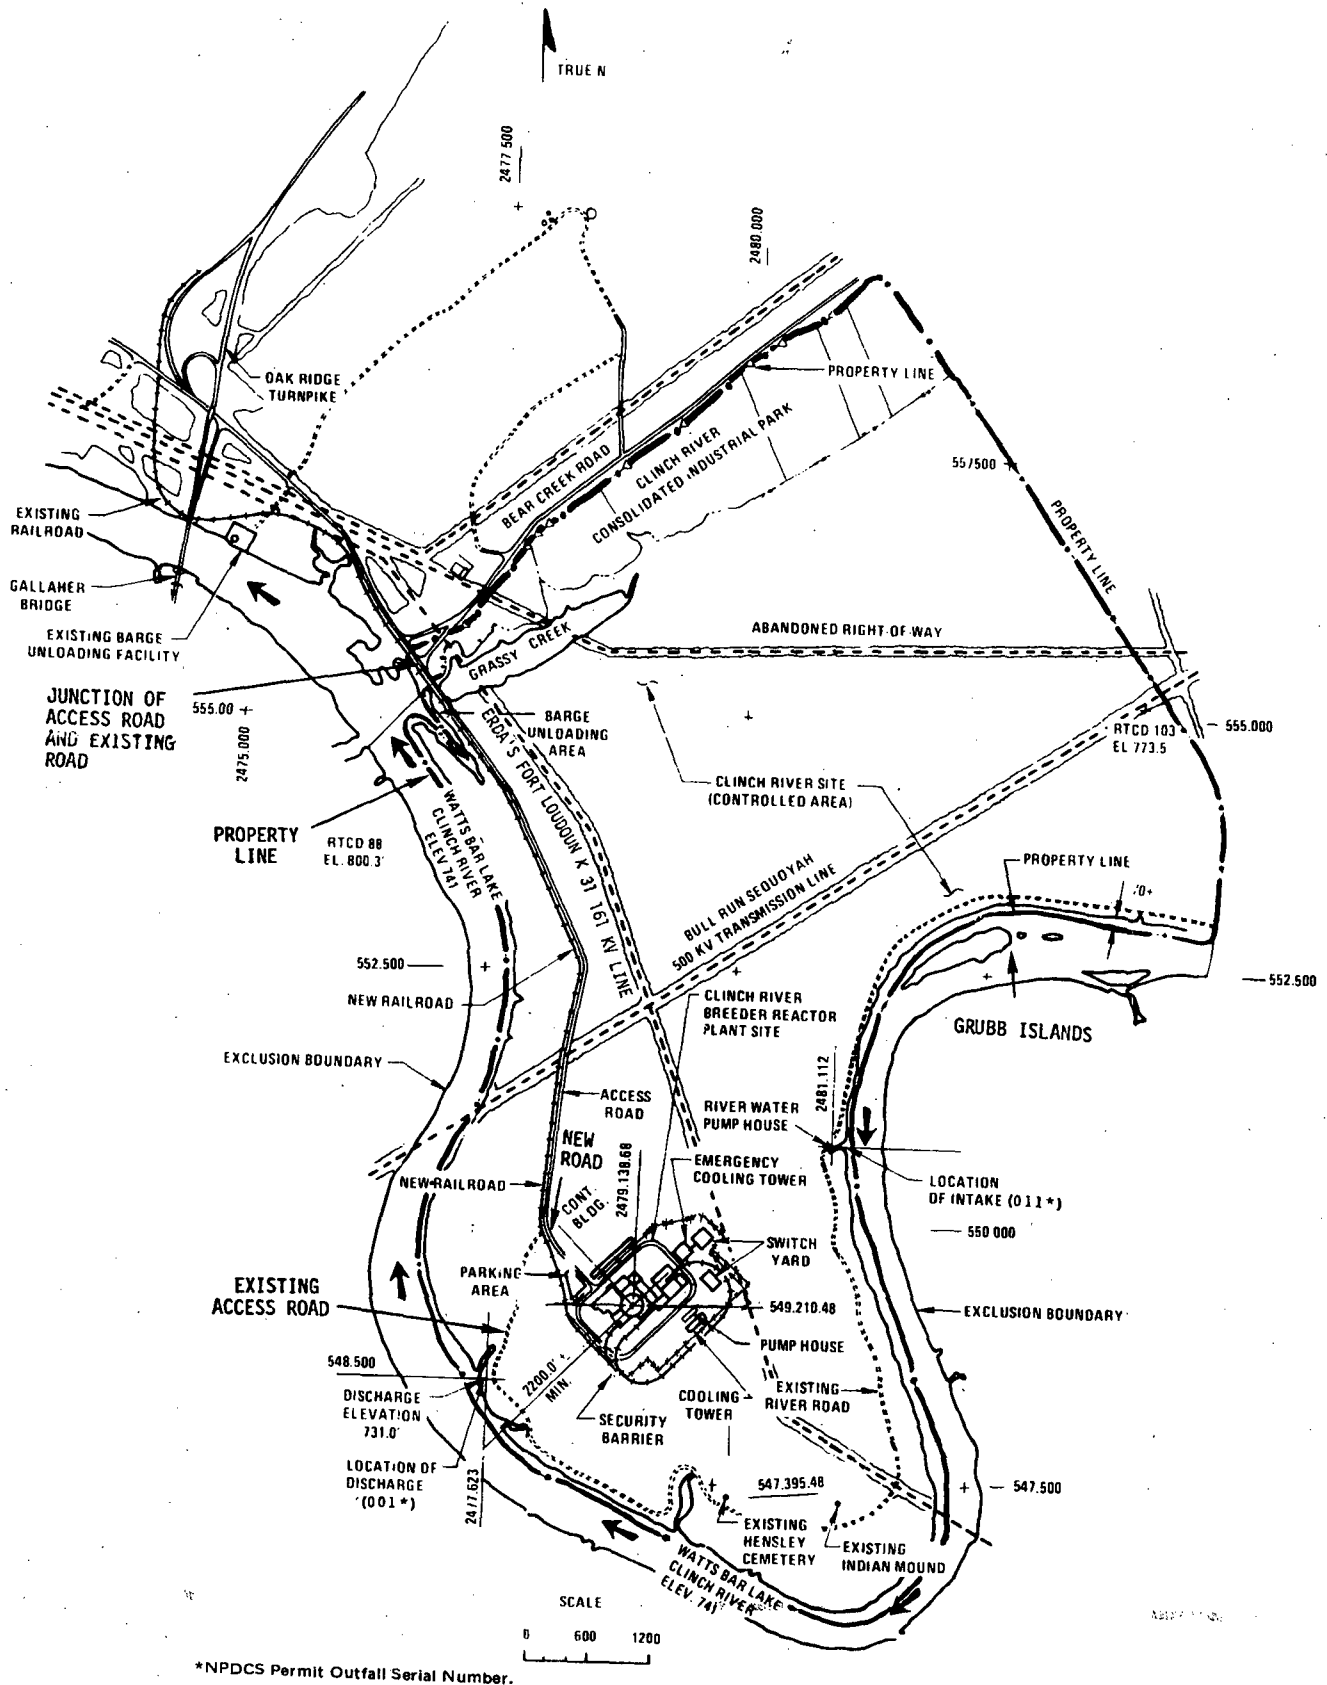 TRUE N
2477 500
2480.000
OAK RIDGE
TURNPIKE
PROPERTY LINE
BEAR CREEK ROAD
CLINCH RIVER
CONSOLIDATED INDUSTRIAL PARK
557500
PROPERTY LINE
EXISTING
RAILROAD
GALLAHER
BRIDGE
EXISTING BARGE
UNLOADING FACILITY
GRASSY CREEK
ABANDONED RIGHT-OF-WAY
JUNCTION OF
ACCESS ROAD
AND EXISTING
ROAD
555.00
2475.000
BARGE
UNLOADING
AREA
ERDA'S FORT LOUDOUN K 31 161 KV LINE
RTCD 103
EL 773.5
555.000
CLINCH RIVER SITE
(CONTROLLED AREA)
PROPERTY
LINE
RTCD 88
EL. 800.3'
WATTS BAR LAKE
CLINCH RIVER
ELEV 741
BULL RUN SEQUOYAH
500 KV TRANSMISSION LINE
PROPERTY LINE
552.500
NEW RAILROAD
CLINCH RIVER
BREEDER REACTOR
PLANT SITE
552.500
GRUBB ISLANDS
EXCLUSION BOUNDARY
ACCESS
ROAD
2481.112
RIVER WATER
PUMP HOUSE
NEW
ROAD
NEW RAILROAD
CONT.
BLDG.
2479.138.68
EMERGENCY
COOLING TOWER
LOCATION
OF INTAKE (011*)
550 000
SWITCH
YARD
PARKING
AREA
EXISTING
ACCESS ROAD
549.210.48
EXCLUSION BOUNDARY
PUMP HOUSE
548.500
2200.0' ±
MIN.
DISCHARGE
ELEVATION
731.0'
COOLING
TOWER
EXISTING
RIVER ROAD
SECURITY
BARRIER
LOCATION OF
DISCHARGE
(001*)
2477.623
547.395.48
547.500
EXISTING
HENSLEY
CEMETERY
EXISTING
INDIAN MOUND
WATTS BAR LAKE
CLINCH RIVER
ELEV. 741
SCALE
0 600 1200
*NPDCS Permit Outfall Serial Number.